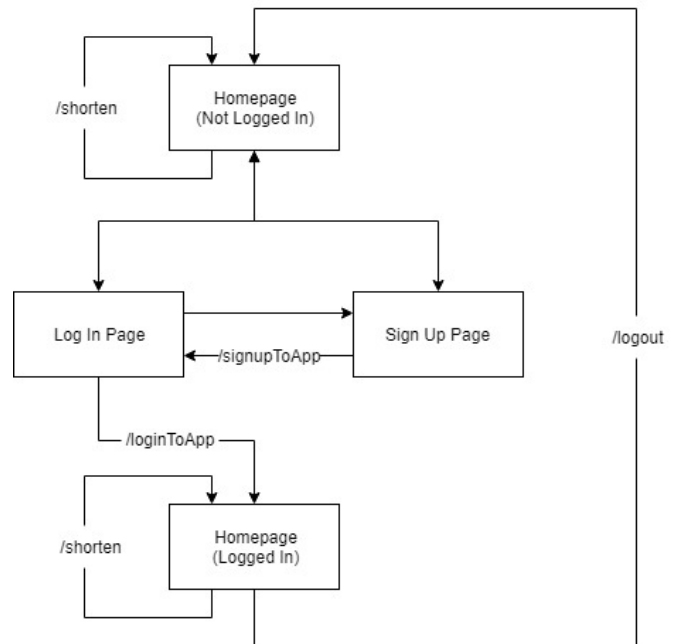 /shorten
Homepage
(Not Logged In)
Log In Page
Sign Up Page
/signupToApp
/logout
/loginToApp
/shorten
Homepage
(Logged In)